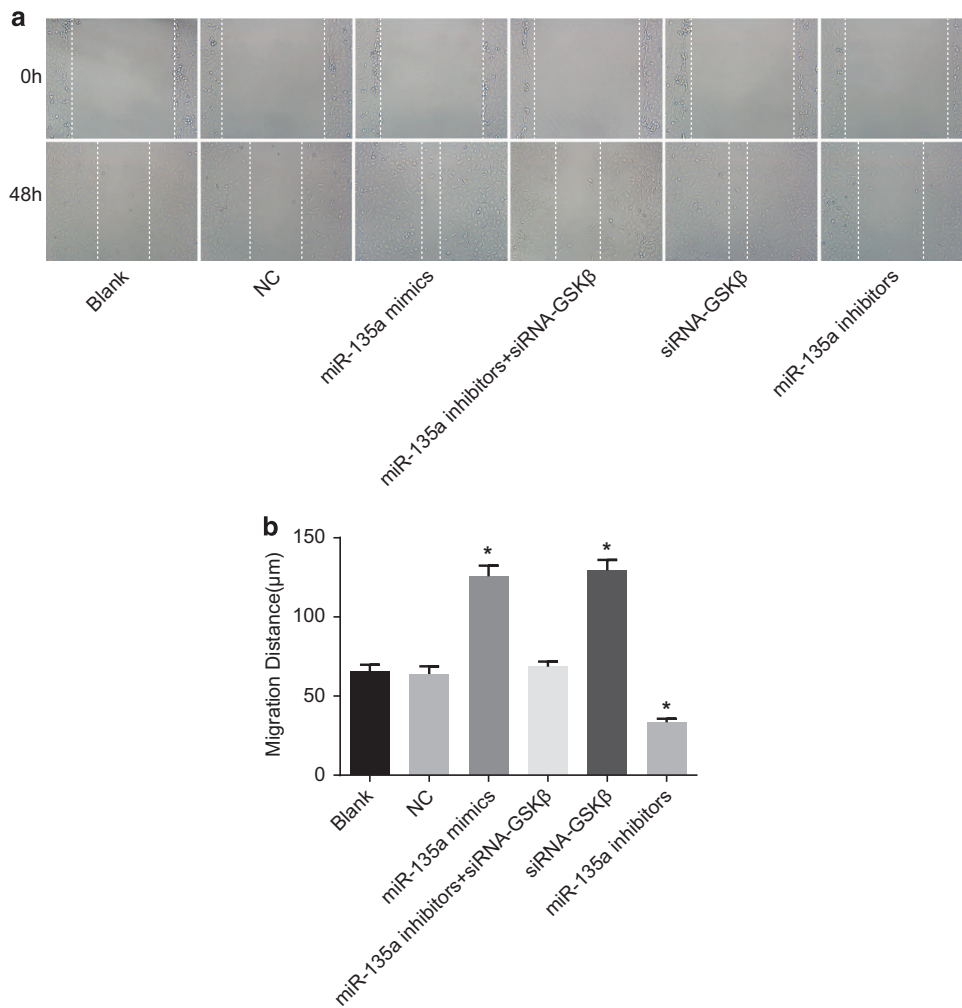 a
0h
48h
Blank
NC
miR-135a mimics
miR-135a inhibitors+siRNA-GSKβ
siRNA-GSKβ
miR-135a inhibitors
b
Migration Distance(μm)
150
100
50
0
*
*
*
Blank
NC
miR-135a mimics
miR-135a inhibitors+siRNA-GSKβ
siRNA-GSKβ
miR-135a inhibitors